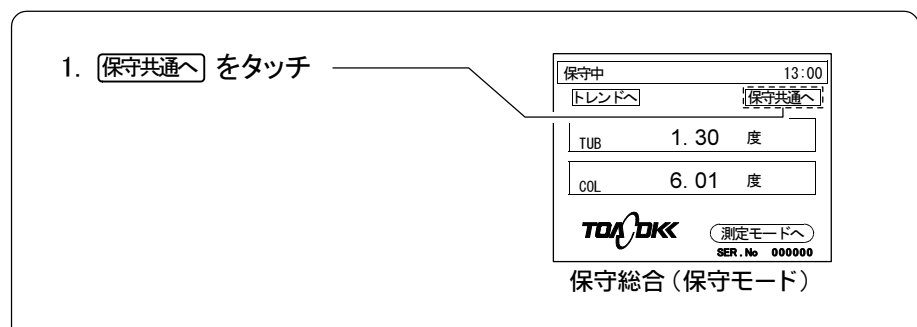 1. 保守共通へ をタッチ
保守中 13:00
トレンドへ 保守共通へ
TUB 1.30 度
COL 6.01 度
TOADKK 測定モードへ
SER.No 000000
保守総合（保守モード）